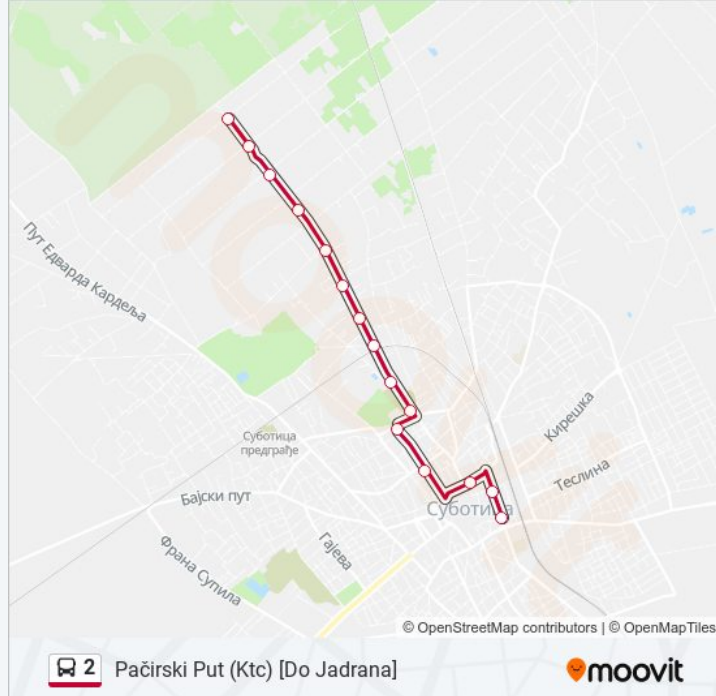 Пут Едварда Кардеља
Суботица
предграђе
Кирешка
Теслина
Бајски пут
Суботица
Гајева
Франа Супила
© OpenStreetMap contributors | © OpenMapTiles
2 Pačirski Put (Ktc) [Do Jadrana]
moovit